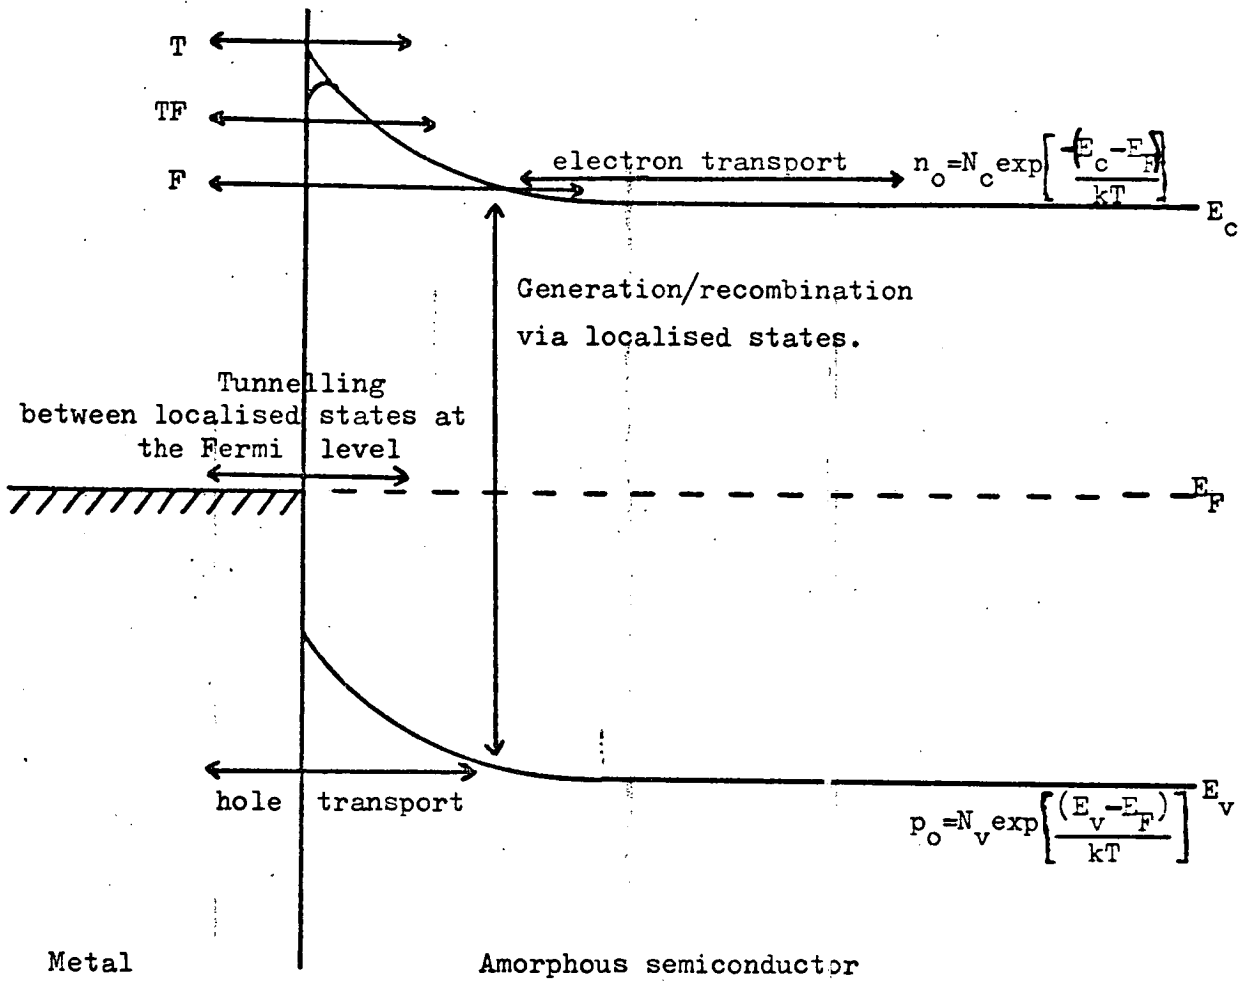 T
TF
F
electron transport
n_o=N_c exp[-(E_c-E_F)/kT]
E_c
Generation/recombination
via localised states.
Tunnelling
between localised states at
the Fermi level
E_F
hole transport
E_v
p_o=N_v exp[(E_v-E_F)/kT]
Metal
Amorphous semiconductor